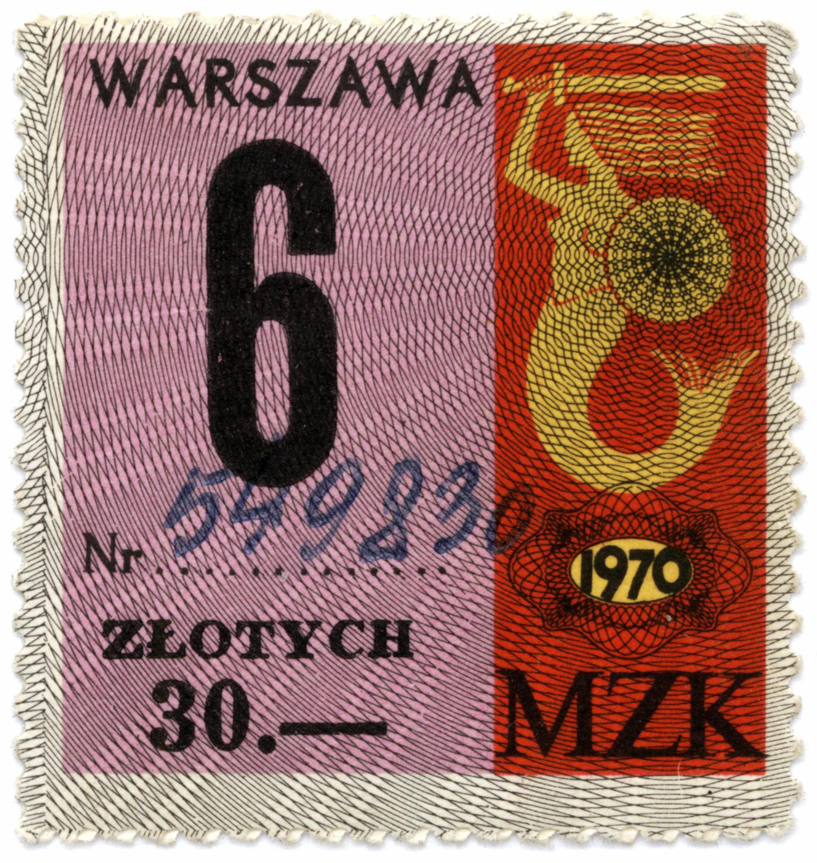 WARSZAWA
6
Nr 549830
ZŁOTYCH
30.—
1970
MZK